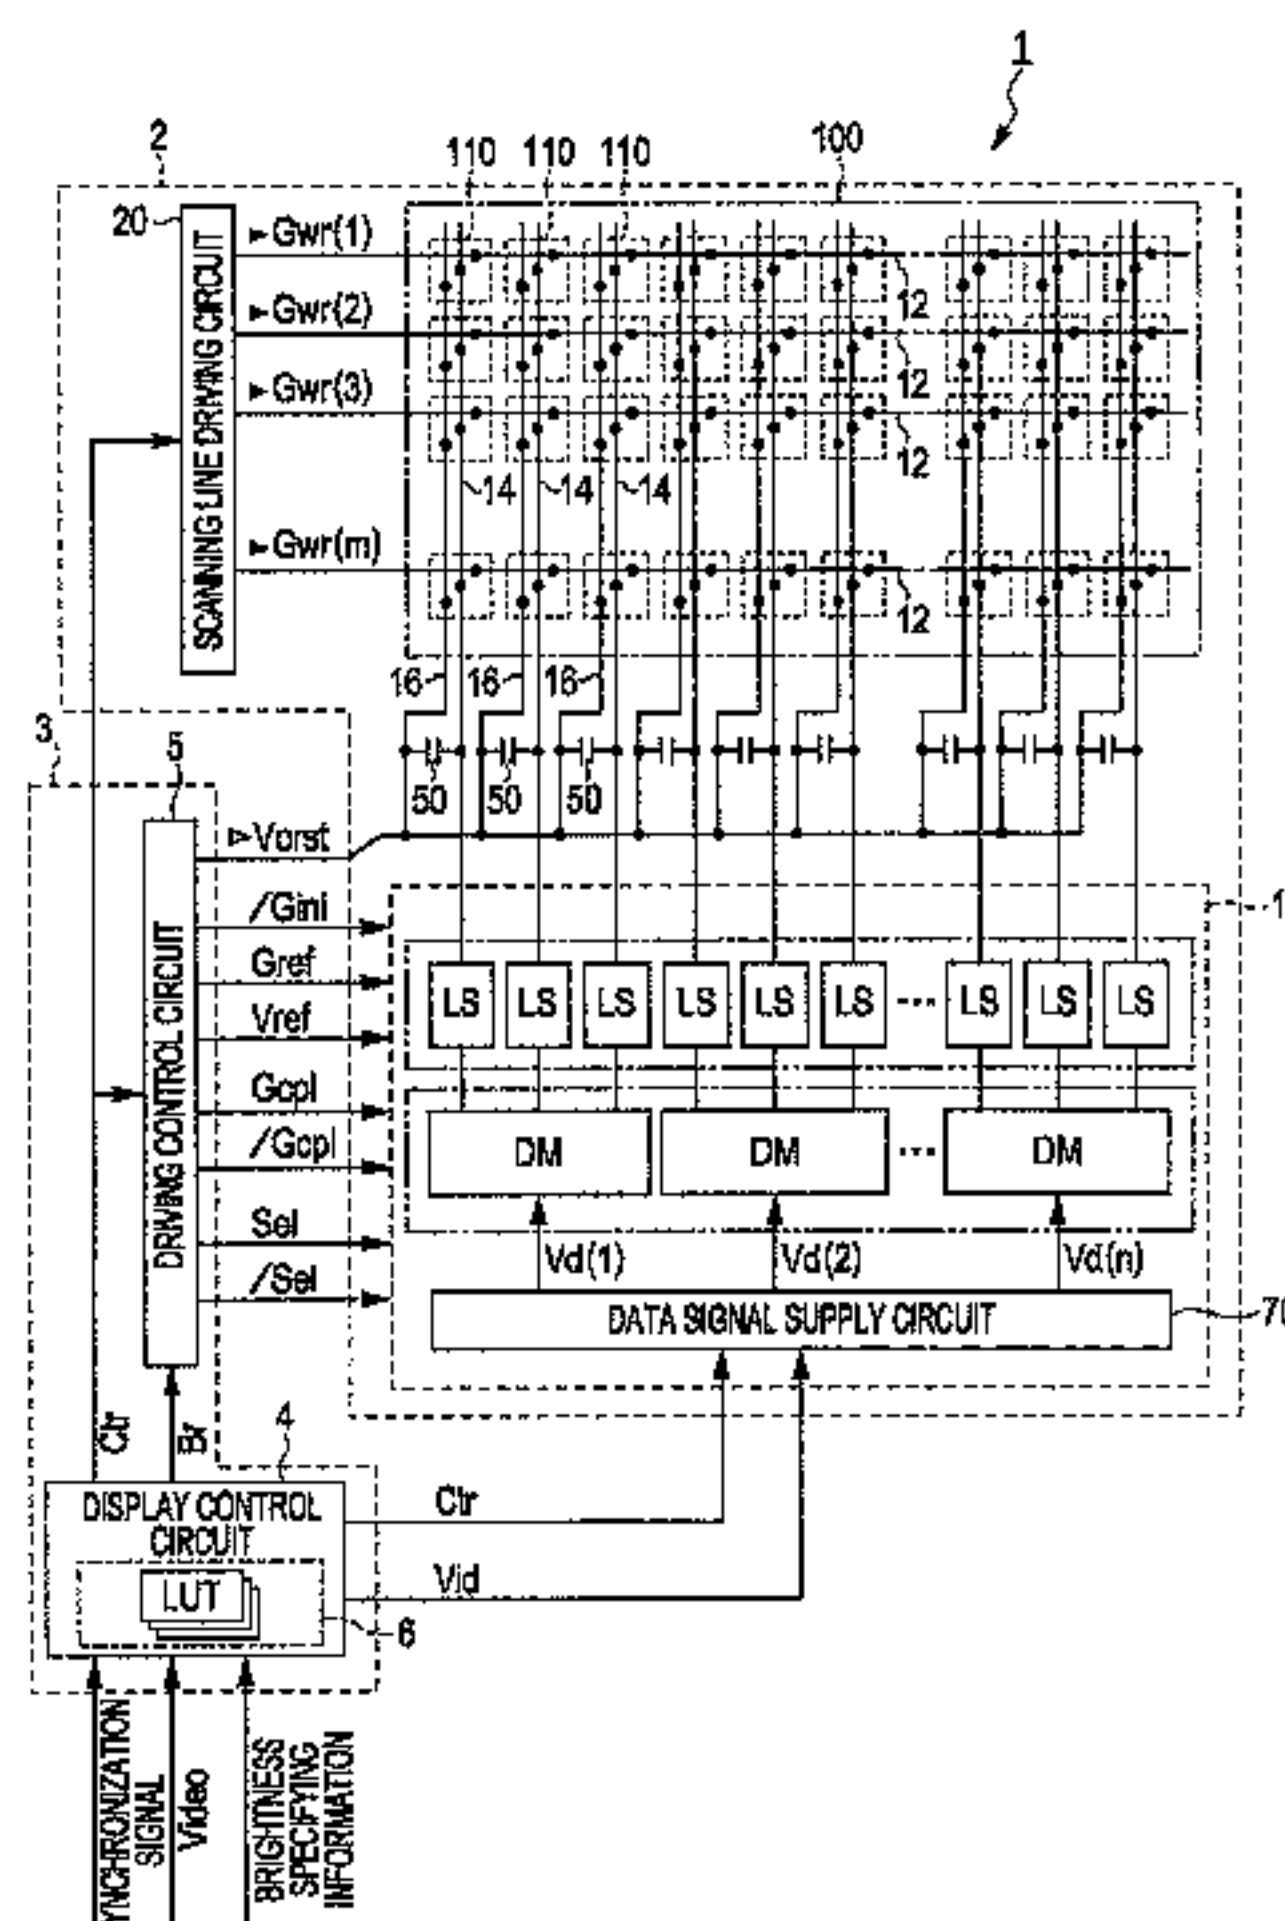 1
2
110 110 110
100
20
SCANNING LINE DRIVING CIRCUIT
Gwr(1)
12
Gwr(2)
12
Gwr(3)
12
14 14 14
Gwr(m)
12
16 16 16
3
5
50 50 50
Vorst
DRIVING CONTROL CIRCUIT
/Gini
1
Gref
LS LS LS LS LS LS ... LS LS LS
Vref
Gcpl
/Gcpl
DM DM ... DM
Sel
Vd(1) Vd(2) Vd(n)
/Sel
DATA SIGNAL SUPPLY CIRCUIT
70
Ctr
Br
4
DISPLAY CONTROL
CIRCUIT
Ctr
LUT
Vid
6
YNCHRONIZATION
SIGNAL
Video
BRIGHTNESS
SPECIFYING
INFORMATION